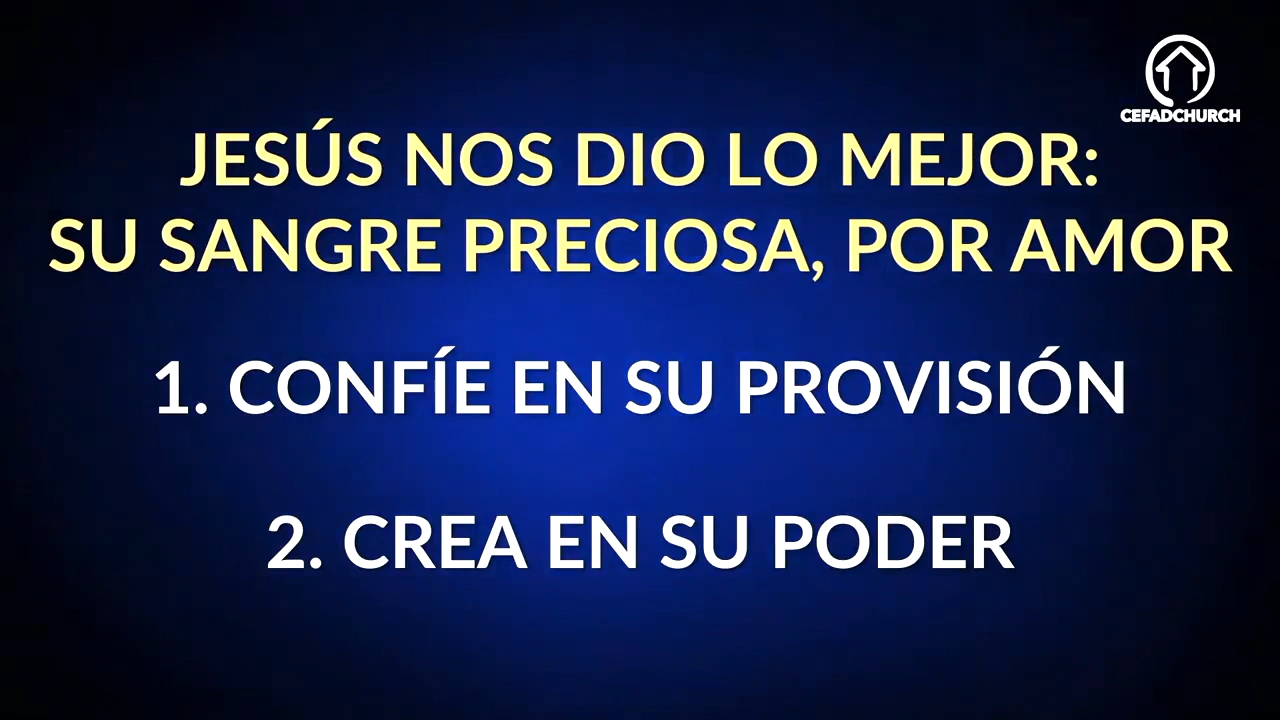 CEFADCHURCH
JESÚS NOS DIO LO MEJOR:
SU SANGRE PRECIOSA, POR AMOR
1. CONFÍE EN SU PROVISIÓN
2. CREA EN SU PODER